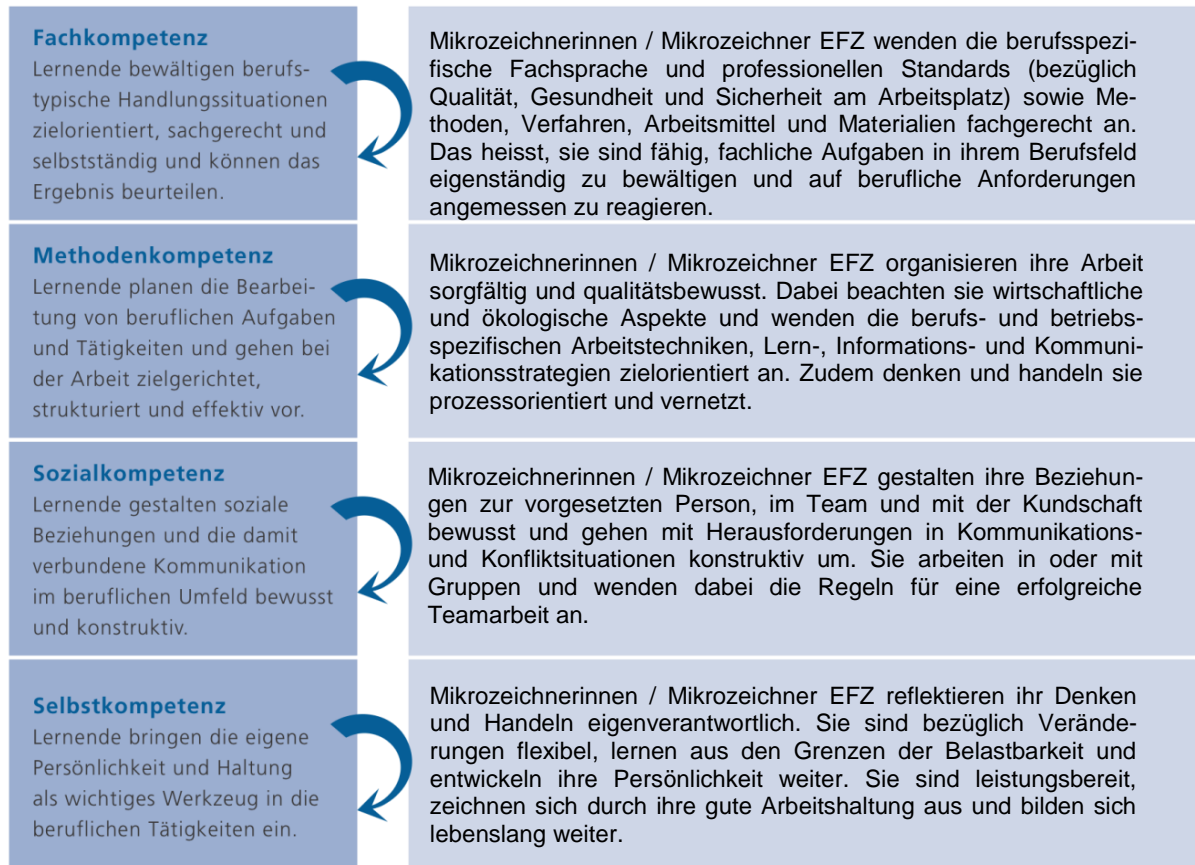 Fachkompetenz
Lernende bewältigen berufs-
typische Handlungssituationen
zielorientiert, sachgerecht und
selbstständig und können das
Ergebnis beurteilen.
Mikrozeichnerinnen / Mikrozeichner EFZ wenden die berufsspezi-
fische Fachsprache und professionellen Standards (bezüglich
Qualität, Gesundheit und Sicherheit am Arbeitsplatz) sowie Me-
thoden, Verfahren, Arbeitsmittel und Materialien fachgerecht an.
Das heisst, sie sind fähig, fachliche Aufgaben in ihrem Berufsfeld
eigenständig zu bewältigen und auf berufliche Anforderungen
angemessen zu reagieren.
Methodenkompetenz
Lernende planen die Bearbei-
tung von beruflichen Aufgaben
und Tätigkeiten und gehen bei
der Arbeit zielgerichtet,
strukturiert und effektiv vor.
Mikrozeichnerinnen / Mikrozeichner EFZ organisieren ihre Arbeit
sorgfältig und qualitätsbewusst. Dabei beachten sie wirtschaftliche
und ökologische Aspekte und wenden die berufs- und betriebs-
spezifischen Arbeitstechniken, Lern-, Informations- und Kommuni-
kationsstrategien zielorientiert an. Zudem denken und handeln sie
prozessorientiert und vernetzt.
Sozialkompetenz
Lernende gestalten soziale
Beziehungen und die damit
verbundene Kommunikation
im beruflichen Umfeld bewusst
und konstruktiv.
Mikrozeichnerinnen / Mikrozeichner EFZ gestalten ihre Beziehun-
gen zur vorgesetzten Person, im Team und mit der Kundschaft
bewusst und gehen mit Herausforderungen in Kommunikations-
und Konfliktsituationen konstruktiv um. Sie arbeiten in oder mit
Gruppen und wenden dabei die Regeln für eine erfolgreiche
Teamarbeit an.
Selbstkompetenz
Lernende bringen die eigene
Persönlichkeit und Haltung
als wichtiges Werkzeug in die
beruflichen Tätigkeiten ein.
Mikrozeichnerinnen / Mikrozeichner EFZ reflektieren ihr Denken
und Handeln eigenverantwortlich. Sie sind bezüglich Verände-
rungen flexibel, lernen aus den Grenzen der Belastbarkeit und
entwickeln ihre Persönlichkeit weiter. Sie sind leistungsbereit,
zeichnen sich durch ihre gute Arbeitshaltung aus und bilden sich
lebenslang weiter.